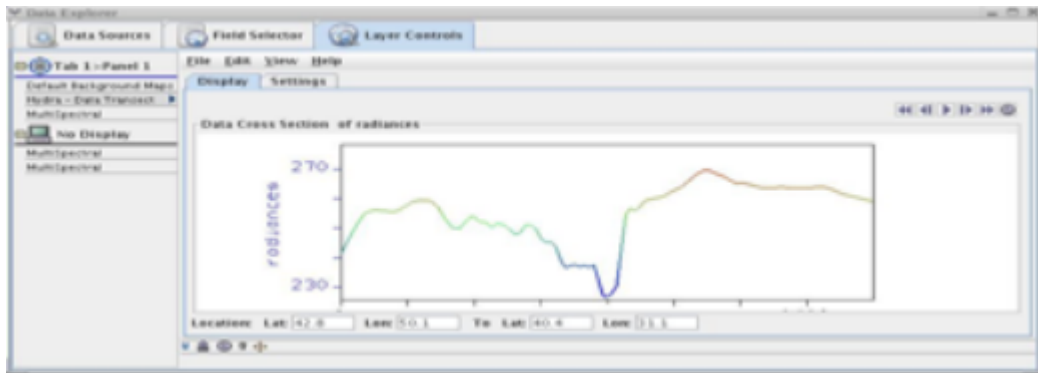 Data Explorer
Data Sources Field Selector Layer Controls
Tab 1 - Panel 1
Default Background Maps
Hydra - Data Transect
MultiSpectral
No Display
MultiSpectral
MultiSpectral
File Edit View Help
Display Settings
Data Cross Section of radiances
270
radiances
230
Location: Lat: 42.8 Lon: 50.1 To Lat: 40.4 Lon: 31.1